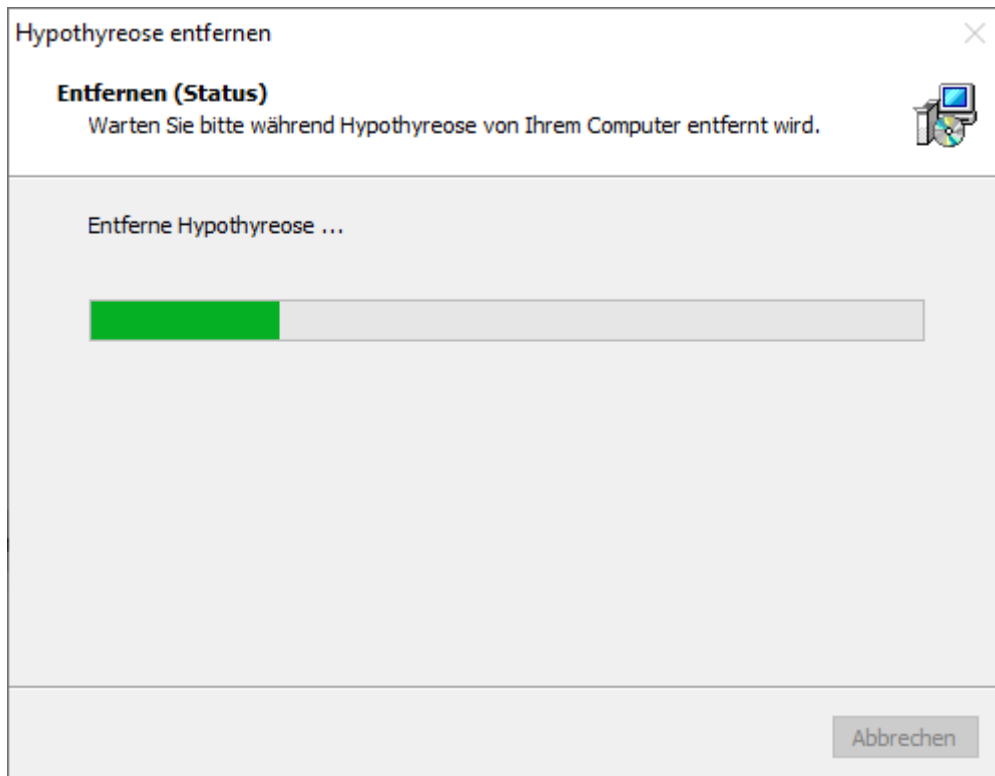 Hypothyreose entfernen
Entfernen (Status)
Warten Sie bitte während Hypothyreose von Ihrem Computer entfernt wird.
Entferne Hypothyreose ...
Abbrechen